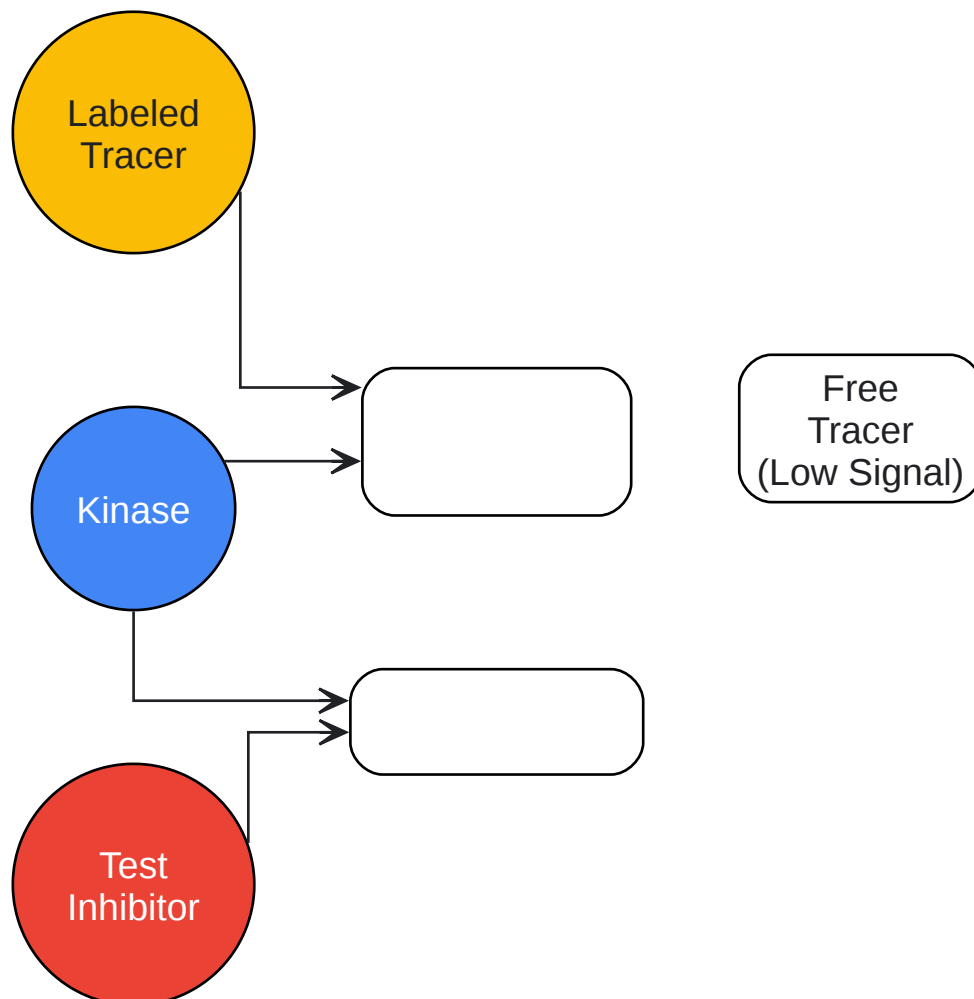 Labeled
Tracer
Free
Tracer
(Low Signal)
Kinase
Test
Inhibitor